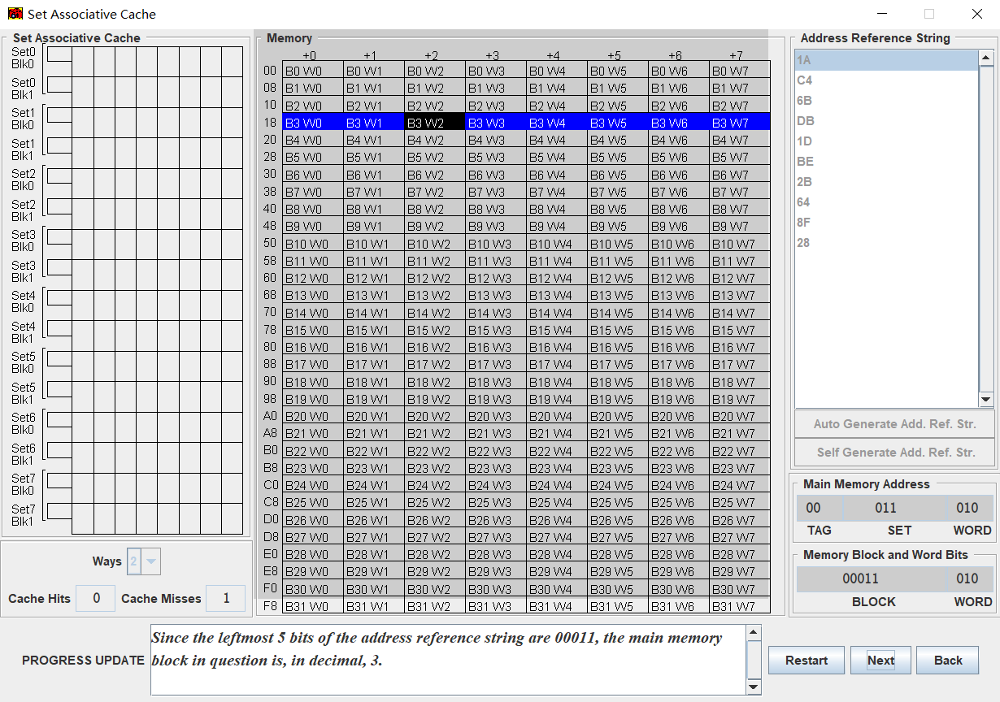 Set Associative Cache
Set Associative Cache
Set0
Blk0
Set0
Blk1
Set1
Blk0
Set1
Blk1
Set2
Blk0
Set2
Blk1
Set3
Blk0
Set3
Blk1
Set4
Blk0
Set4
Blk1
Set5
Blk0
Set5
Blk1
Set6
Blk0
Set6
Blk1
Set7
Blk0
Set7
Blk1
Ways 2
Cache Hits 0 Cache Misses 1
Memory
+0 +1 +2 +3 +4 +5 +6 +7
00 B0 W0 B0 W1 B0 W2 B0 W3 B0 W4 B0 W5 B0 W6 B0 W7
08 B1 W0 B1 W1 B1 W2 B1 W3 B1 W4 B1 W5 B1 W6 B1 W7
10 B2 W0 B2 W1 B2 W2 B2 W3 B2 W4 B2 W5 B2 W6 B2 W7
18 B3 W0 B3 W1 B3 W2 B3 W3 B3 W4 B3 W5 B3 W6 B3 W7
20 B4 W0 B4 W1 B4 W2 B4 W3 B4 W4 B4 W5 B4 W6 B4 W7
28 B5 W0 B5 W1 B5 W2 B5 W3 B5 W4 B5 W5 B5 W6 B5 W7
30 B6 W0 B6 W1 B6 W2 B6 W3 B6 W4 B6 W5 B6 W6 B6 W7
38 B7 W0 B7 W1 B7 W2 B7 W3 B7 W4 B7 W5 B7 W6 B7 W7
40 B8 W0 B8 W1 B8 W2 B8 W3 B8 W4 B8 W5 B8 W6 B8 W7
48 B9 W0 B9 W1 B9 W2 B9 W3 B9 W4 B9 W5 B9 W6 B9 W7
50 B10 W0 B10 W1 B10 W2 B10 W3 B10 W4 B10 W5 B10 W6 B10 W7
58 B11 W0 B11 W1 B11 W2 B11 W3 B11 W4 B11 W5 B11 W6 B11 W7
60 B12 W0 B12 W1 B12 W2 B12 W3 B12 W4 B12 W5 B12 W6 B12 W7
68 B13 W0 B13 W1 B13 W2 B13 W3 B13 W4 B13 W5 B13 W6 B13 W7
70 B14 W0 B14 W1 B14 W2 B14 W3 B14 W4 B14 W5 B14 W6 B14 W7
78 B15 W0 B15 W1 B15 W2 B15 W3 B15 W4 B15 W5 B15 W6 B15 W7
80 B16 W0 B16 W1 B16 W2 B16 W3 B16 W4 B16 W5 B16 W6 B16 W7
88 B17 W0 B17 W1 B17 W2 B17 W3 B17 W4 B17 W5 B17 W6 B17 W7
90 B18 W0 B18 W1 B18 W2 B18 W3 B18 W4 B18 W5 B18 W6 B18 W7
98 B19 W0 B19 W1 B19 W2 B19 W3 B19 W4 B19 W5 B19 W6 B19 W7
A0 B20 W0 B20 W1 B20 W2 B20 W3 B20 W4 B20 W5 B20 W6 B20 W7
A8 B21 W0 B21 W1 B21 W2 B21 W3 B21 W4 B21 W5 B21 W6 B21 W7
B0 B22 W0 B22 W1 B22 W2 B22 W3 B22 W4 B22 W5 B22 W6 B22 W7
B8 B23 W0 B23 W1 B23 W2 B23 W3 B23 W4 B23 W5 B23 W6 B23 W7
C0 B24 W0 B24 W1 B24 W2 B24 W3 B24 W4 B24 W5 B24 W6 B24 W7
C8 B25 W0 B25 W1 B25 W2 B25 W3 B25 W4 B25 W5 B25 W6 B25 W7
D0 B26 W0 B26 W1 B26 W2 B26 W3 B26 W4 B26 W5 B26 W6 B26 W7
D8 B27 W0 B27 W1 B27 W2 B27 W3 B27 W4 B27 W5 B27 W6 B27 W7
E0 B28 W0 B28 W1 B28 W2 B28 W3 B28 W4 B28 W5 B28 W6 B28 W7
E8 B29 W0 B29 W1 B29 W2 B29 W3 B29 W4 B29 W5 B29 W6 B29 W7
F0 B30 W0 B30 W1 B30 W2 B30 W3 B30 W4 B30 W5 B30 W6 B30 W7
F8 B31 W0 B31 W1 B31 W2 B31 W3 B31 W4 B31 W5 B31 W6 B31 W7
Address Reference String
1A
C4
6B
DB
1D
BE
2B
64
8F
28
Auto Generate Add. Ref. Str.
Self Generate Add. Ref. Str.
Main Memory Address
00 011 010
TAG SET WORD
Memory Block and Word Bits
00011 010
BLOCK WORD
PROGRESS UPDATE
Since the leftmost 5 bits of the address reference string are 00011, the main memory
block in question is, in decimal, 3.
Restart Next Back